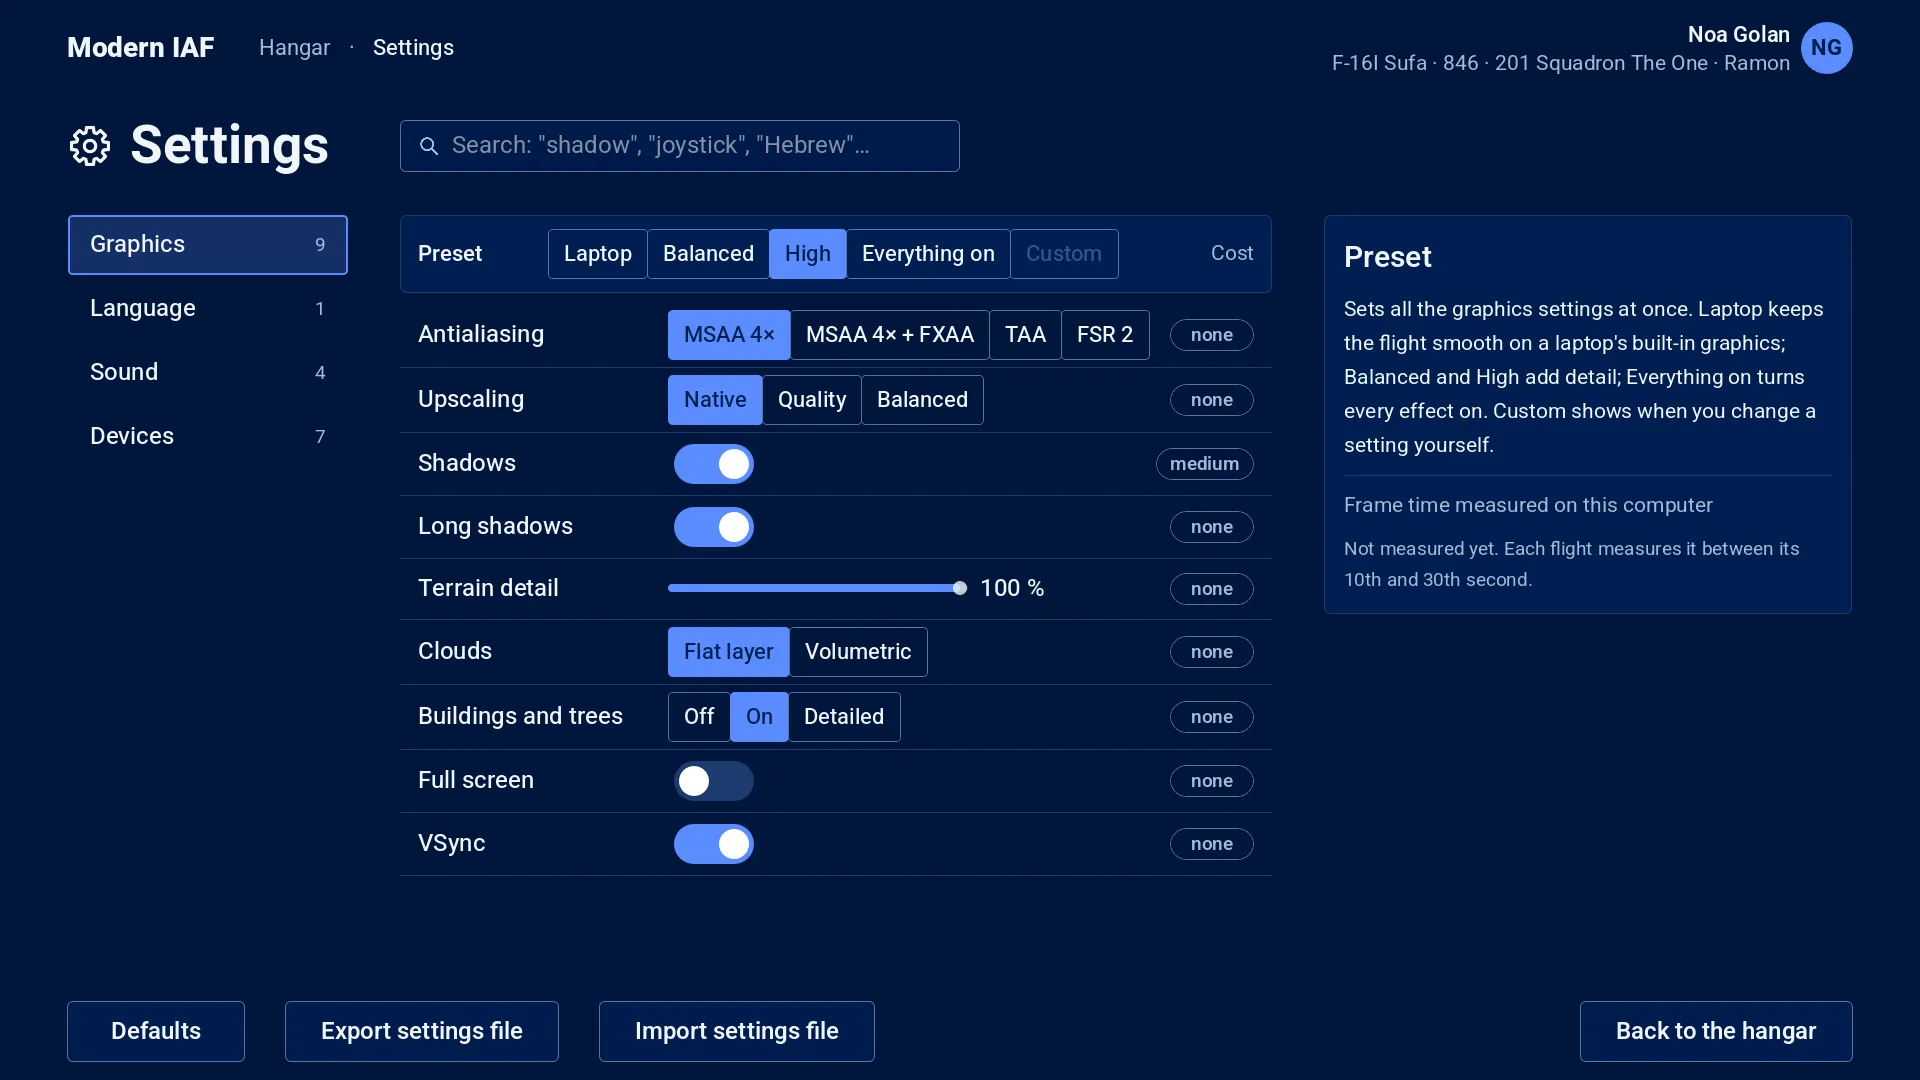 Modern IAF Hangar · Settings
Noa Golan
F-16I Sufa · 846 · 201 Squadron The One · Ramon
NG
Settings
Search: "shadow", "joystick", "Hebrew"...
Graphics 9
Language 1
Sound 4
Devices 7
Preset Laptop Balanced High Everything on Custom Cost
Antialiasing MSAA 4× MSAA 4× + FXAA TAA FSR 2 none
Upscaling Native Quality Balanced none
Shadows medium
Long shadows none
Terrain detail 100 % none
Clouds Flat layer Volumetric none
Buildings and trees Off On Detailed none
Full screen none
VSync none
Preset
Sets all the graphics settings at once. Laptop keeps
the flight smooth on a laptop's built-in graphics;
Balanced and High add detail; Everything on turns
every effect on. Custom shows when you change a
setting yourself.
Frame time measured on this computer
Not measured yet. Each flight measures it between its
10th and 30th second.
Defaults Export settings file Import settings file Back to the hangar